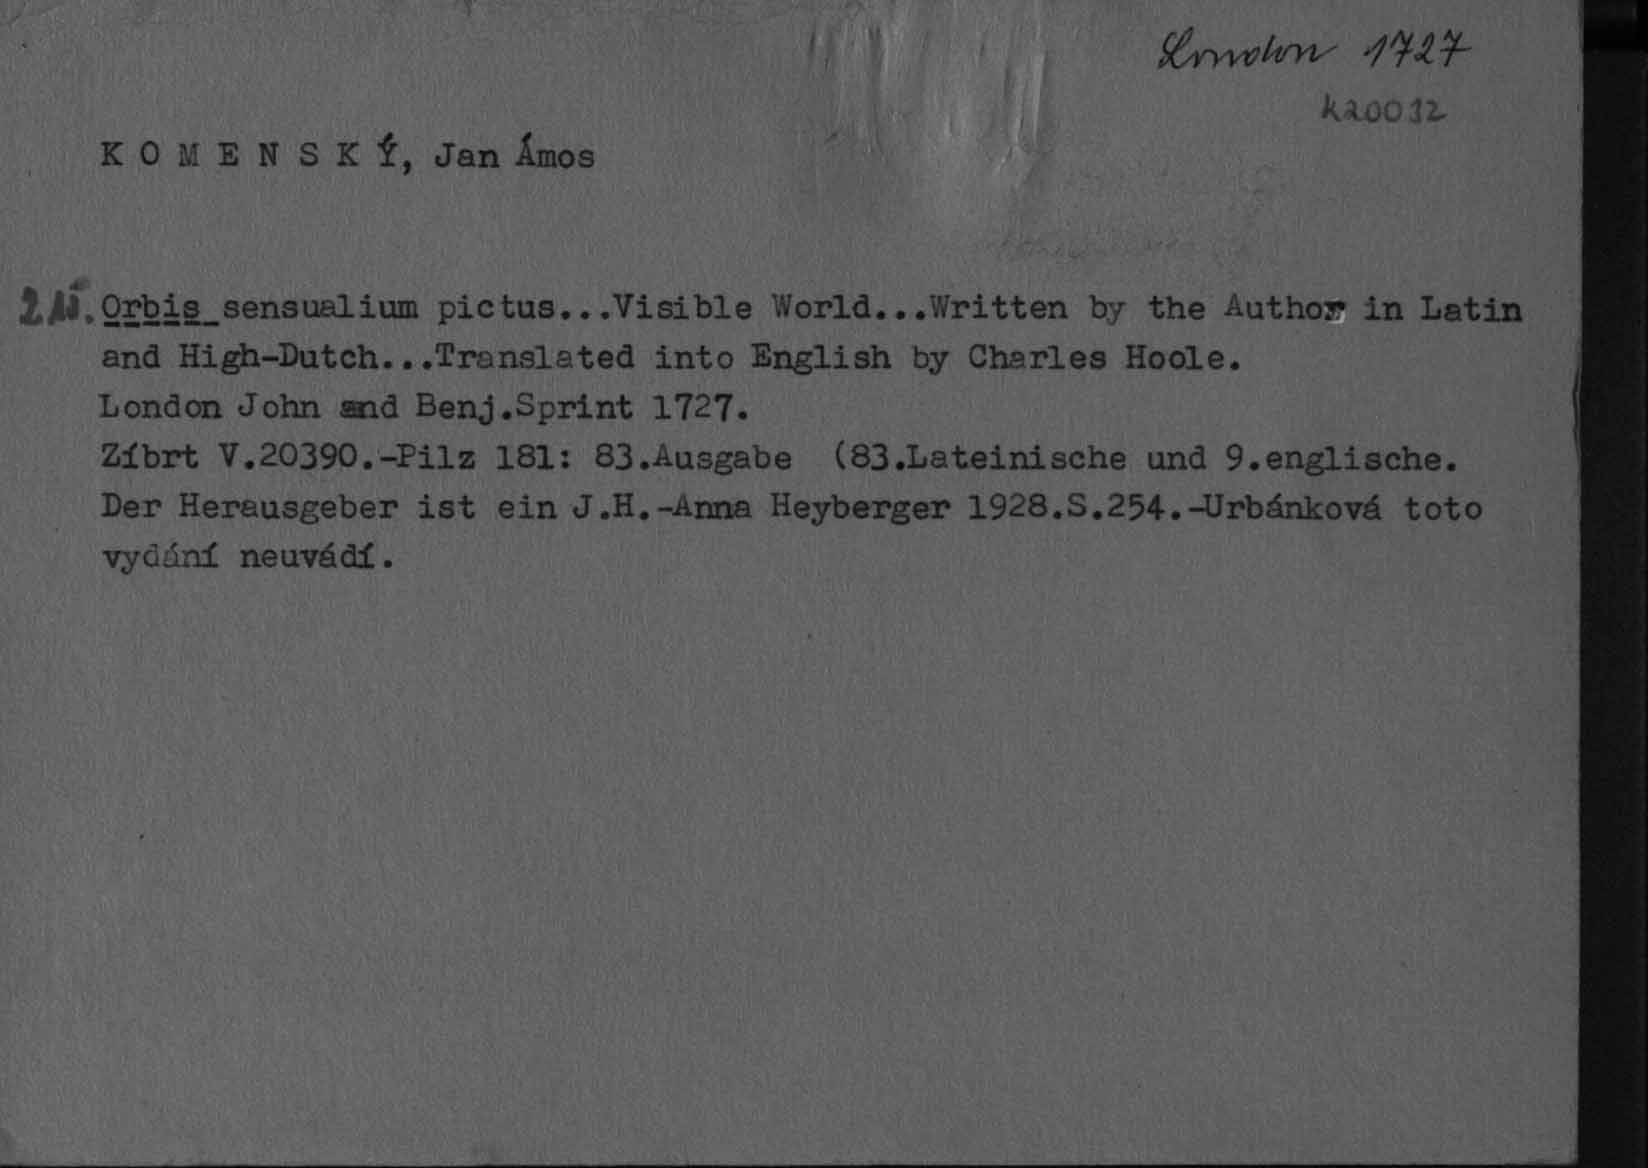 London 1727
k20032
K O M E N S K Ý, Jan Ámos
Orbis sensualium pictus...Visible World...Written by the Author in Latin
and High-Dutch...Translated into English by Charles Hoole.
London John and Benj.Sprint 1727.
Zíbrt V.20390.-Pilz 181: 83.Ausgabe (83.Lateinische und 9.englische.
Der Herausgeber ist ein J.H.-Anna Heyberger 1928.S.254.-Urbánková toto
vydání neuvádí.